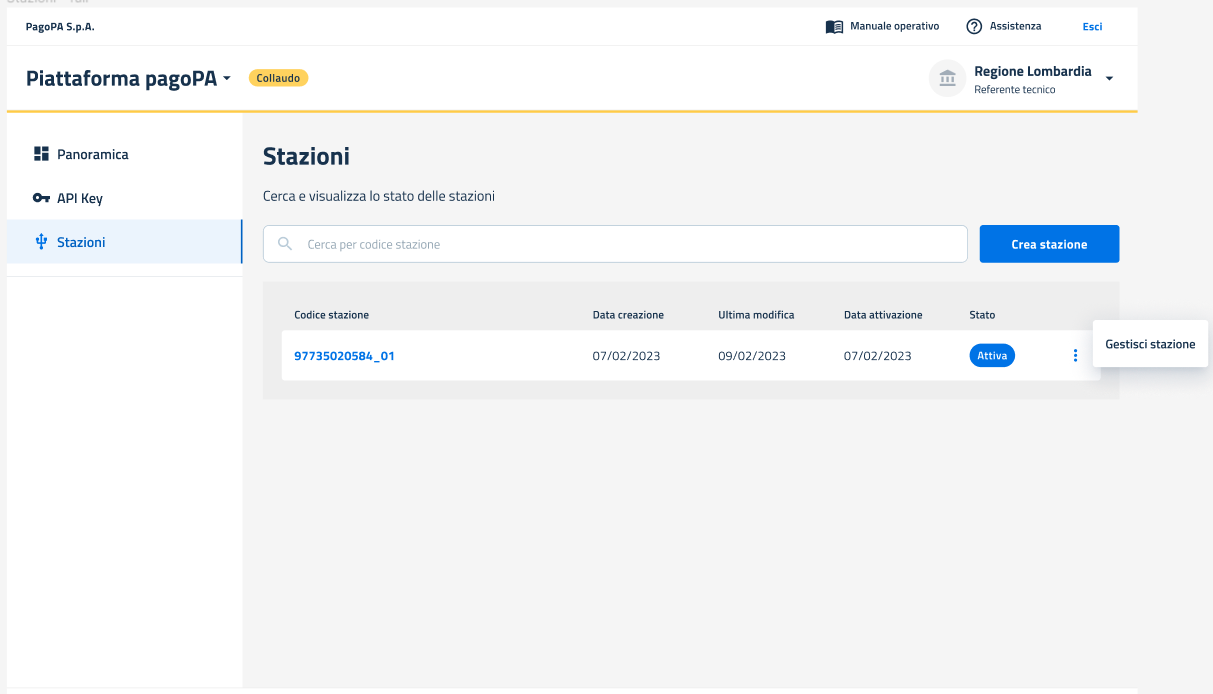 PagoPA S.p.A.
Manuale operativo
Assistenza
Esci
Piattaforma pagoPA
Collaudo
Regione Lombardia
Referente tecnico
Panoramica
API Key
Stazioni
Stazioni
Cerca e visualizza lo stato delle stazioni
Cerca per codice stazione
Crea stazione
Codice stazione Data creazione Ultima modifica Data attivazione Stato
97735020584_01 07/02/2023 09/02/2023 07/02/2023 Attiva
Gestisci stazione